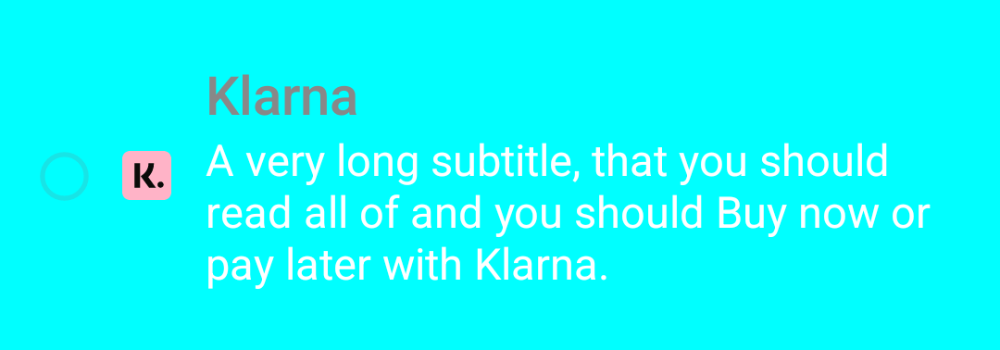 Klarna
K.
A very long subtitle, that you should
read all of and you should Buy now or
pay later with Klarna.